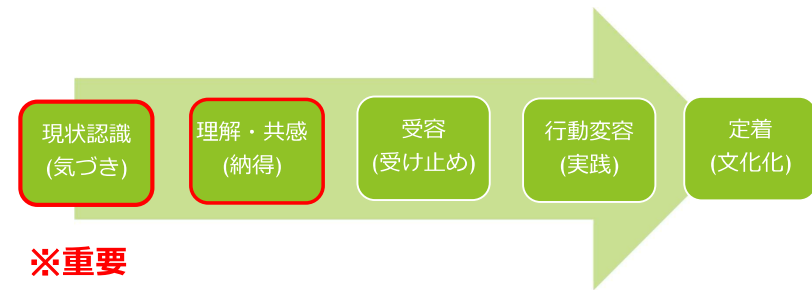 現状認識
(気づき)
理解・共感
(納得)
受容
(受け止め)
行動変容
(実践)
定着
(文化化)
※重要